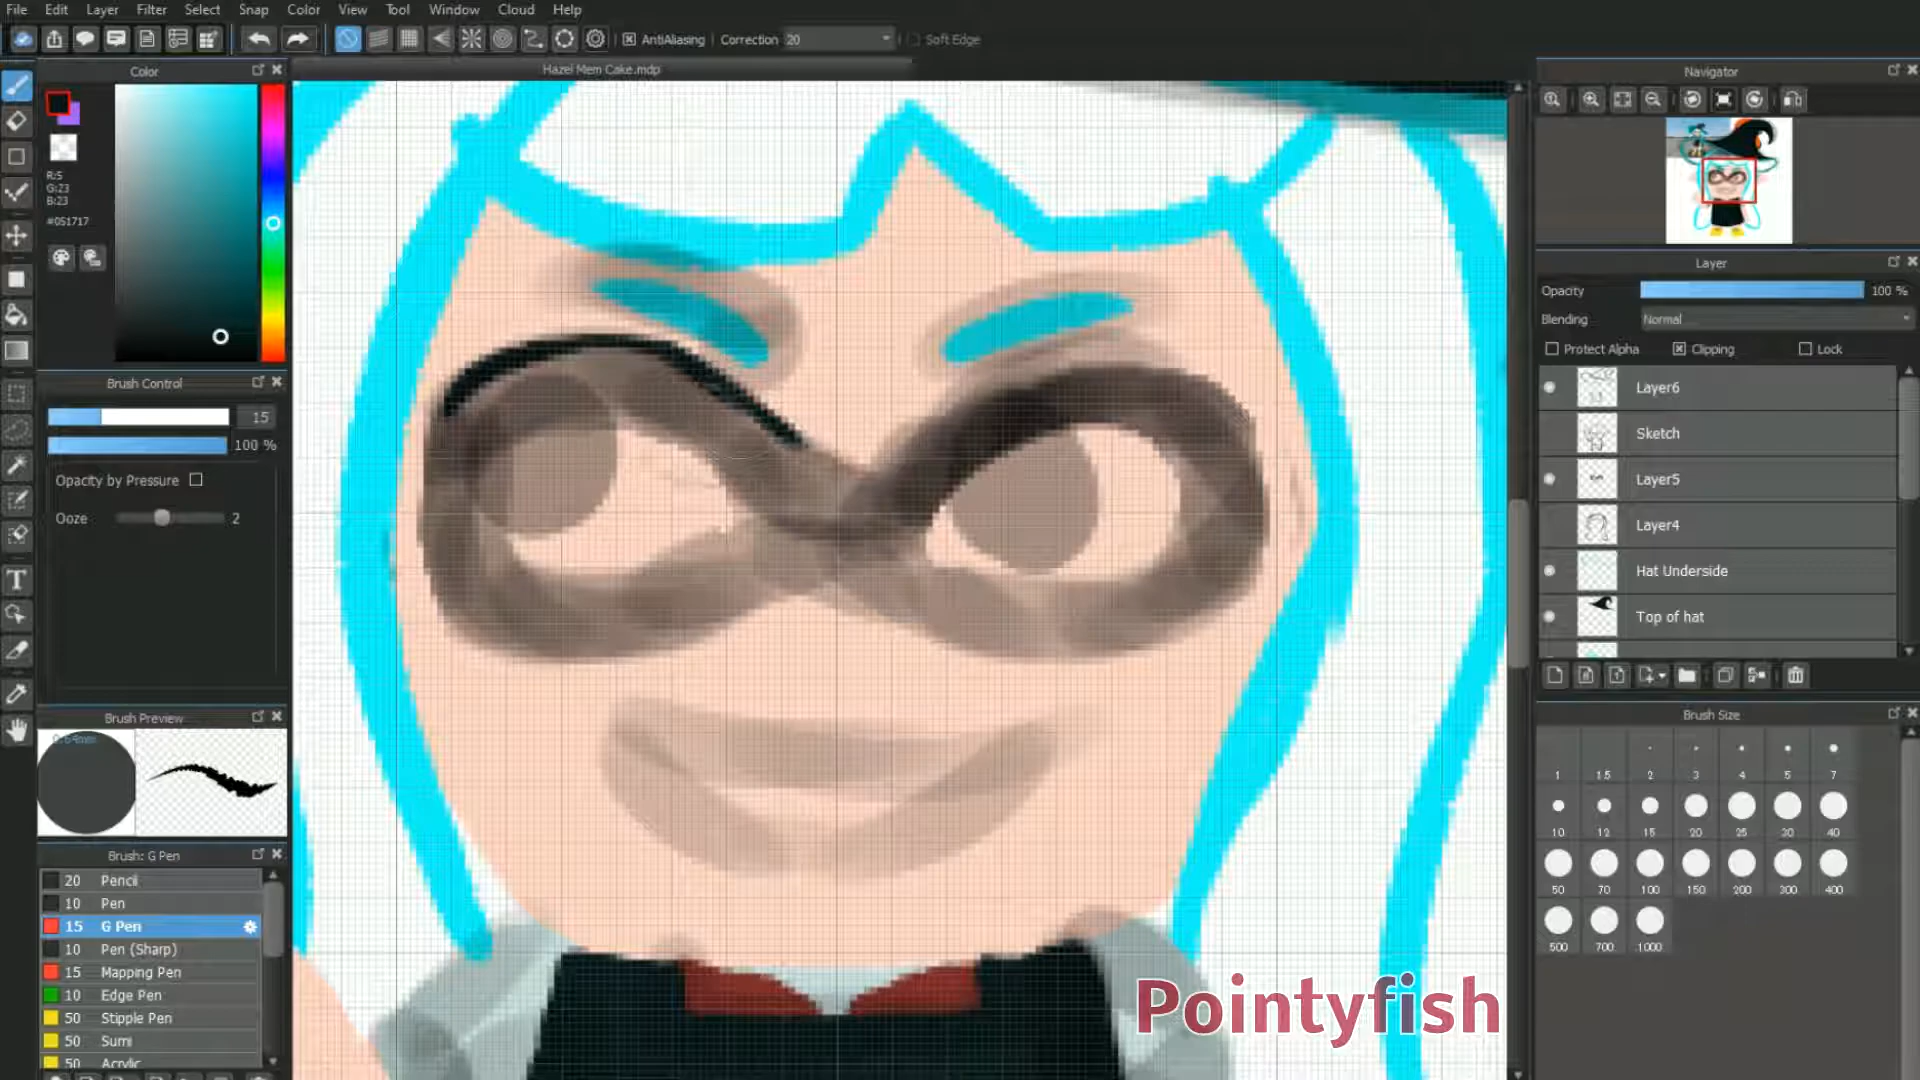 File Edit Layer Filter Select Snap Color View Tool Window Cloud Help
AntiAliasing Correction 20 Soft Edge
Hazel Mem Cake.mdp
Color
R:5
G:23
B:23
#051717
Brush Control
15
100 %
Opacity by Pressure
Ooze 2
Brush Preview
0.64mm
Brush: G Pen
20 Pencil
10 Pen
15 G Pen
10 Pen (Sharp)
15 Mapping Pen
10 Edge Pen
50 Stipple Pen
50 Sumi
50 Acrylic
Pointyfish
Navigator
Layer
Opacity 100 %
Blending Normal
Protect Alpha Clipping Lock
Layer6
Sketch
Layer5
Layer4
Hat Underside
Top of hat
Brush Size
1 1.5 2 3 4 5 7
10 12 15 20 25 30 40
50 70 100 150 200 300 400
500 700 1000